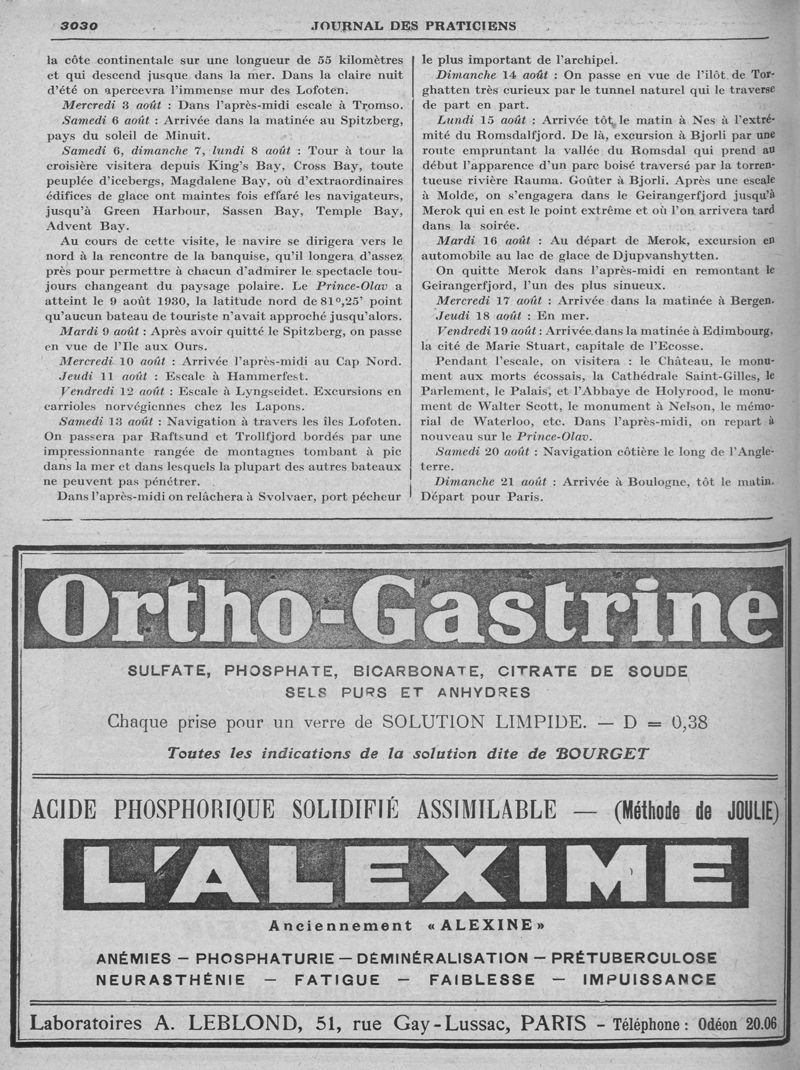 3030
JOURNAL DES PRATICIENS
la côte continentale sur une longueur de 55 kilomètres
et qui descend jusque dans la mer. Dans la claire nuit
d'été on apercevra l'immense mur des Lofoten.
Mercredi 3 août : Dans l'après-midi escale à Tromso.
Samedi 6 août : Arrivée dans la matinée au Spitzberg,
pays du soleil de Minuit.
Samedi 6, dimanche 7, lundi 8 août : Tour à tour la
croisière visitera depuis King's Bay, Cross Bay, toute
peuplée d'icebergs, Magdalene Bay, où d'extraordinaires
édifices de glace ont maintes fois effaré les navigateurs,
jusqu'à Green Harbour, Sassen Bay, Temple Bay,
Advent Bay.
Au cours de cette visite, le navire se dirigera vers le
nord à la rencontre de la banquise, qu'il longera d'assez
près pour permettre à chacun d'admirer le spectacle tou-
jours changeant du paysage polaire. Le Prince-Olav a
atteint le 9 août 1930, la latitude nord de 81º,25' point
qu'aucun bateau de touriste n'avait approché jusqu'alors.
Mardi 9 août : Après avoir quitté le Spitzberg, on passe
en vue de l'Ile aux Ours.
Mercredi 10 août : Arrivée l'après-midi au Cap Nord.
Jeudi 11 août : Escale à Hammerfest.
Vendredi 12 août : Escale à Lyngseidet. Excursions en
carrioles norvégiennes chez les Lapons.
Samedi 13 août : Navigation à travers les îles Lofoten.
On passera par Raftsund et Trollfjord bordés par une
impressionnante rangée de montagnes tombant à pic
dans la mer et dans lesquels la plupart des autres bateaux
ne peuvent pas pénétrer.
Dans l'après-midi on relâchera à Svolvaer, port pécheur
le plus important de l'archipel.
Dimanche 14 août : On passe en vue de l'ilôt de Tor-
ghatten très curieux par le tunnel naturel qui le traverse
de part en part.
Lundi 15 août : Arrivée tôt le matin à Nes à l'extré-
mité du Romsdalfjord. De là, excursion à Bjorli par une
route empruntant la vallée du Romsdal qui prend au
début l'apparence d'un parc boisé traversé par la torren-
tueuse rivière Rauma. Goûter à Bjorli. Après une escale
à Molde, on s'engagera dans le Geirangerfjord jusqu'à
Merok qui en est le point extrême et où l'on arrivera tard
dans la soirée.
Mardi 16 août : Au départ de Merok, excursion en
automobile au lac de glace de Djupvanshytten.
On quitte Merok dans l'après-midi en remontant le
Geirangerfjord, l'un des plus sinueux.
Mercredi 17 août : Arrivée dans la matinée à Bergen.
Jeudi 18 août : En mer.
Vendredi 19 août : Arrivée dans la matinée à Edimbourg,
la cité de Marie Stuart, capitale de l'Ecosse.
Pendant l'escale, on visitera : le Château, le monu-
ment aux morts écossais, la Cathédrale Saint-Gilles, le
Parlement, le Palais, et l'Abbaye de Holyrood, le monu-
ment de Walter Scott, le monument à Nelson, le mémo-
rial de Waterloo, etc. Dans l'après-midi, on repart à
nouveau sur le Prince-Olav.
Samedi 20 août : Navigation côtière le long de l'Angle-
terre.
Dimanche 21 août : Arrivée à Boulogne, tôt le matin.
Départ pour Paris.
Ortho-Gastrine
SULFATE, PHOSPHATE, BICARBONATE, CITRATE DE SOUDE
SELS PURS ET ANHYDRES
Chaque prise pour un verre de SOLUTION LIMPIDE. — D = 0,38
Toutes les indications de la solution dite de BOURGET
ACIDE PHOSPHORIQUE SOLIDIFIÉ ASSIMILABLE — (Méthode de JOULIE)
L'ALEXIME
Anciennement « ALEXINE »
ANÉMIES — PHOSPHATURIE — DÉMINÉRALISATION — PRÉTUBERCULOSE
NEURASTHÉNIE — FATIGUE — FAIBLESSE — IMPUISSANCE
Laboratoires A. LEBLOND, 51, rue Gay-Lussac, PARIS - Téléphone : Odéon 20.06